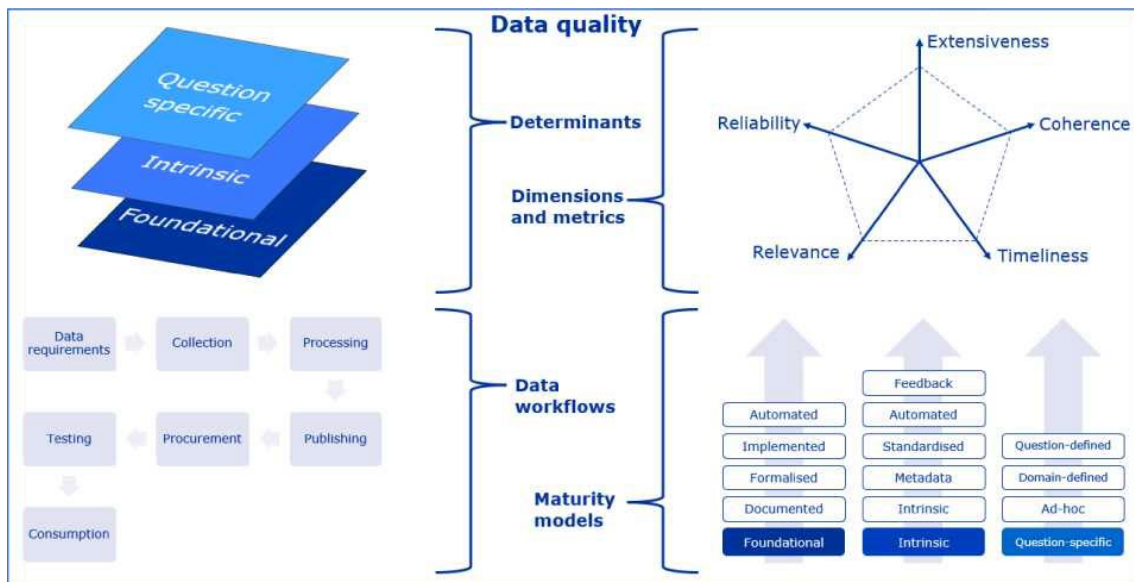 Data quality
Question
specific
Intrinsic
Foundational
Determinants
Dimensions
and metrics
Extensiveness
Reliability
Coherence
Relevance
Timeliness
Data
requirements
Collection
Processing
Testing
Procurement
Publishing
Consumption
Data
workflows
Maturity
models
Feedback
Automated
Automated
Implemented
Standardised
Question-defined
Formalised
Metadata
Domain-defined
Documented
Intrinsic
Ad-hoc
Foundational
Intrinsic
Question-specific